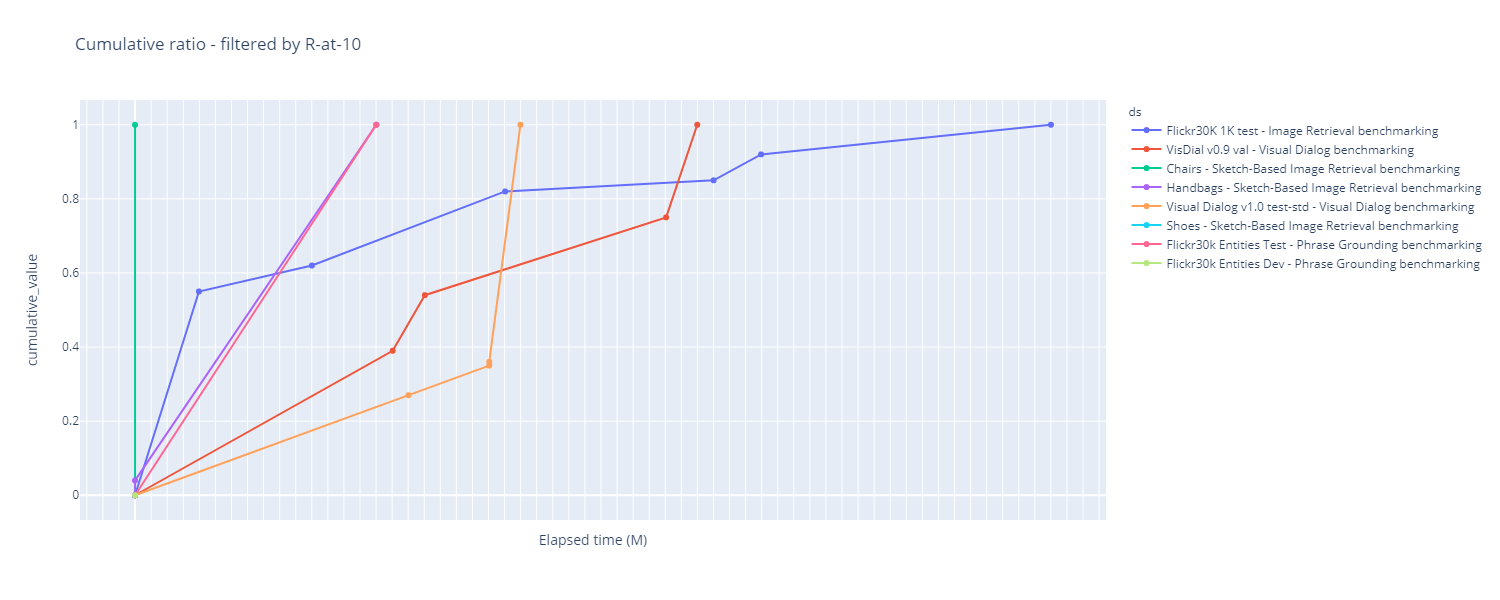 Cumulative ratio - filtered by R-at-10
ds
Flickr30K 1K test - Image Retrieval benchmarking
VisDial v0.9 val - Visual Dialog benchmarking
Chairs - Sketch-Based Image Retrieval benchmarking
Handbags - Sketch-Based Image Retrieval benchmarking
Visual Dialog v1.0 test-std - Visual Dialog benchmarking
Shoes - Sketch-Based Image Retrieval benchmarking
Flickr30k Entities Test - Phrase Grounding benchmarking
Flickr30k Entities Dev - Phrase Grounding benchmarking
cumulative_value
1
0.8
0.6
0.4
0.2
0
Elapsed time (M)